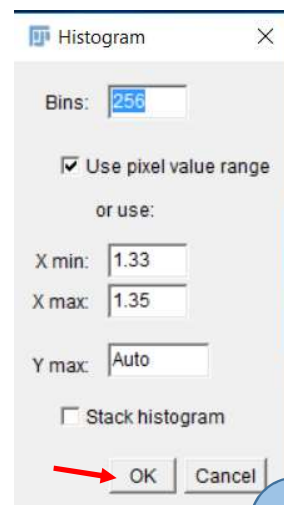 Histogram
Bins: 256
Use pixel value range
or use:
X min: 1.33
X max: 1.35
Y max: Auto
Stack histogram
OK Cancel